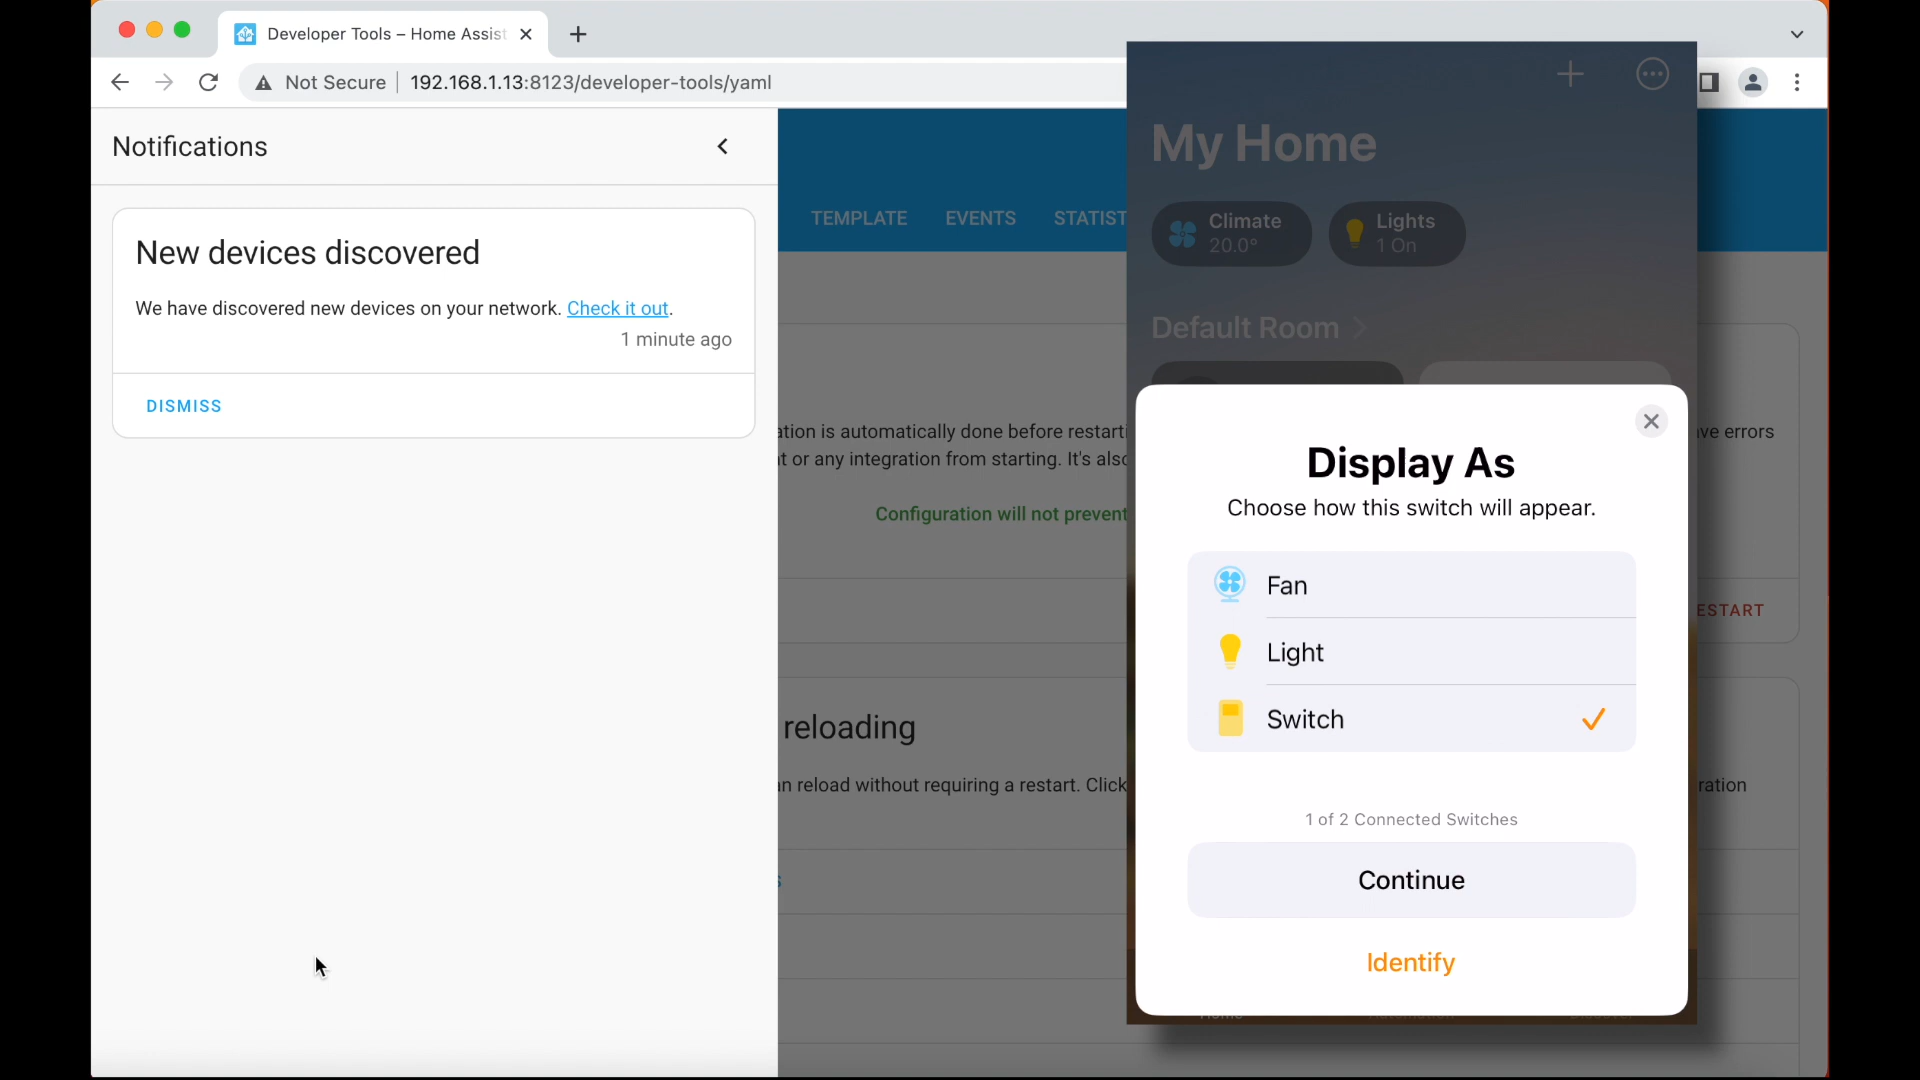 Developer Tools – Home Assist
Not Secure
192.168.1.13:8123/developer-tools/yaml
Notifications
New devices discovered
We have discovered new devices on your network. Check it out.
1 minute ago
DISMISS
TEMPLATE EVENTS STATIST
ation is automatically done before restarti
ve errors
t or any integration from starting. It's also
Configuration will not prevent
ESTART
reloading
an reload without requiring a restart. Click
ration
My Home
Climate
20.0°
Lights
1 On
Default Room
Display As
Choose how this switch will appear.
Fan
Light
Switch
1 of 2 Connected Switches
Continue
Identify